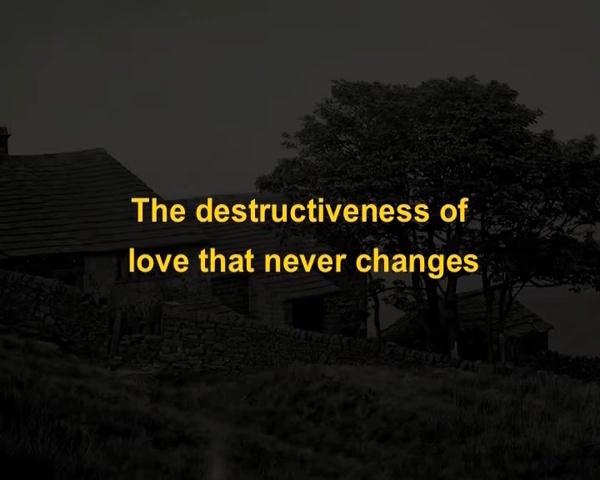 The destructiveness of
love that never changes